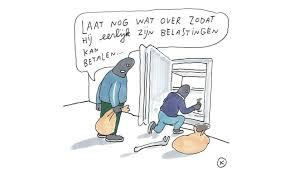 LAAT NOG WAT OVER ZODAT
HIJ eerlijk ZIJN BELASTINGEN
KAN
BETALEN...
K